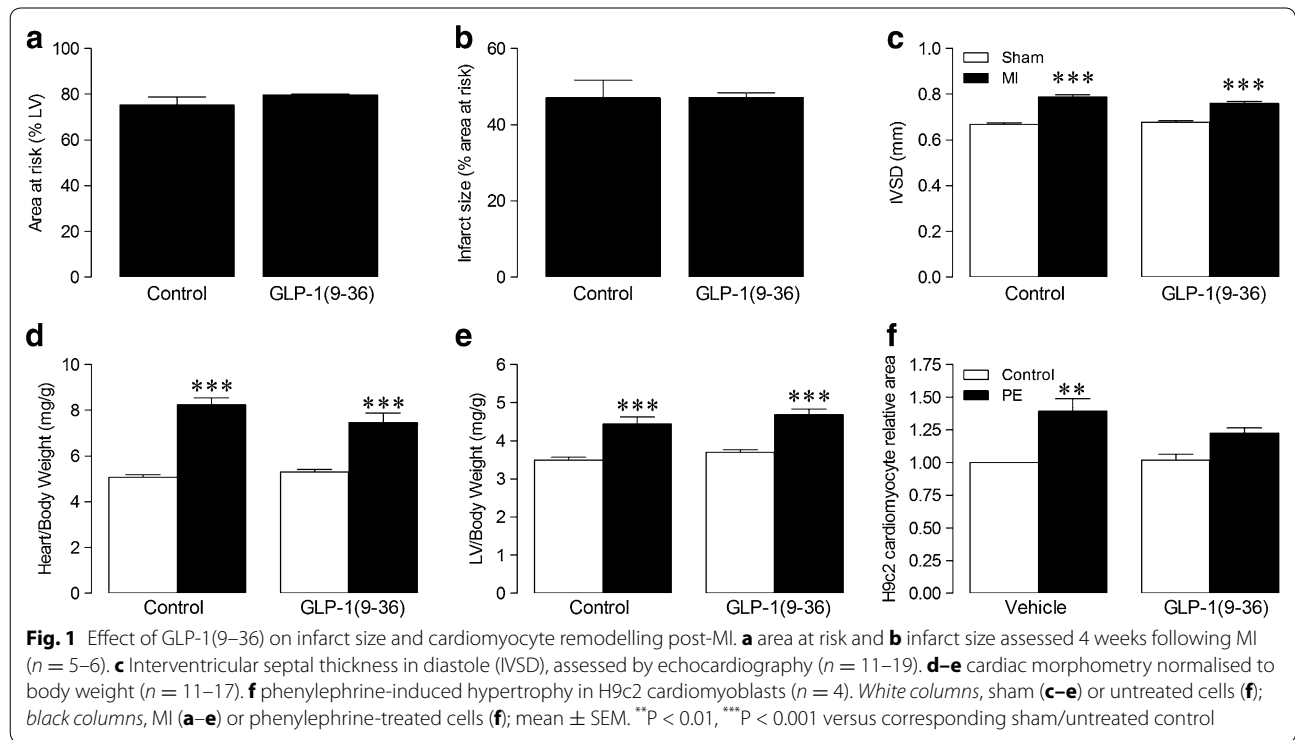 a
100
80
60
40
20
0
Area at risk (% LV)
Control
GLP-1(9-36)
b
60
40
20
0
Infarct size (% area at risk)
Control
GLP-1(9-36)
c
1.0
0.8
0.6
0.4
0.2
0.0
IVSD (mm)
Sham
MI
***
***
Control
GLP-1(9-36)
d
10
8
6
4
2
0
Heart/Body Weight (mg/g)
***
***
Control
GLP-1(9-36)
e
6
5
4
3
2
1
0
LV/Body Weight (mg/g)
***
***
Control
GLP-1(9-36)
f
1.75
1.50
1.25
1.00
0.75
0.50
0.25
0.00
H9c2 cardiomyocyte relative area
Control
PE
**
Vehicle
GLP-1(9-36)
Fig. 1 Effect of GLP-1(9–36) on infarct size and cardiomyocyte remodelling post-MI. a area at risk and b infarct size assessed 4 weeks following MI
(n = 5–6). c Interventricular septal thickness in diastole (IVSD), assessed by echocardiography (n = 11–19). d–e cardiac morphometry normalised to
body weight (n = 11–17). f phenylephrine-induced hypertrophy in H9c2 cardiomyoblasts (n = 4). White columns, sham (c–e) or untreated cells (f);
black columns, MI (a–e) or phenylephrine-treated cells (f); mean ± SEM. **P < 0.01, ***P < 0.001 versus corresponding sham/untreated control